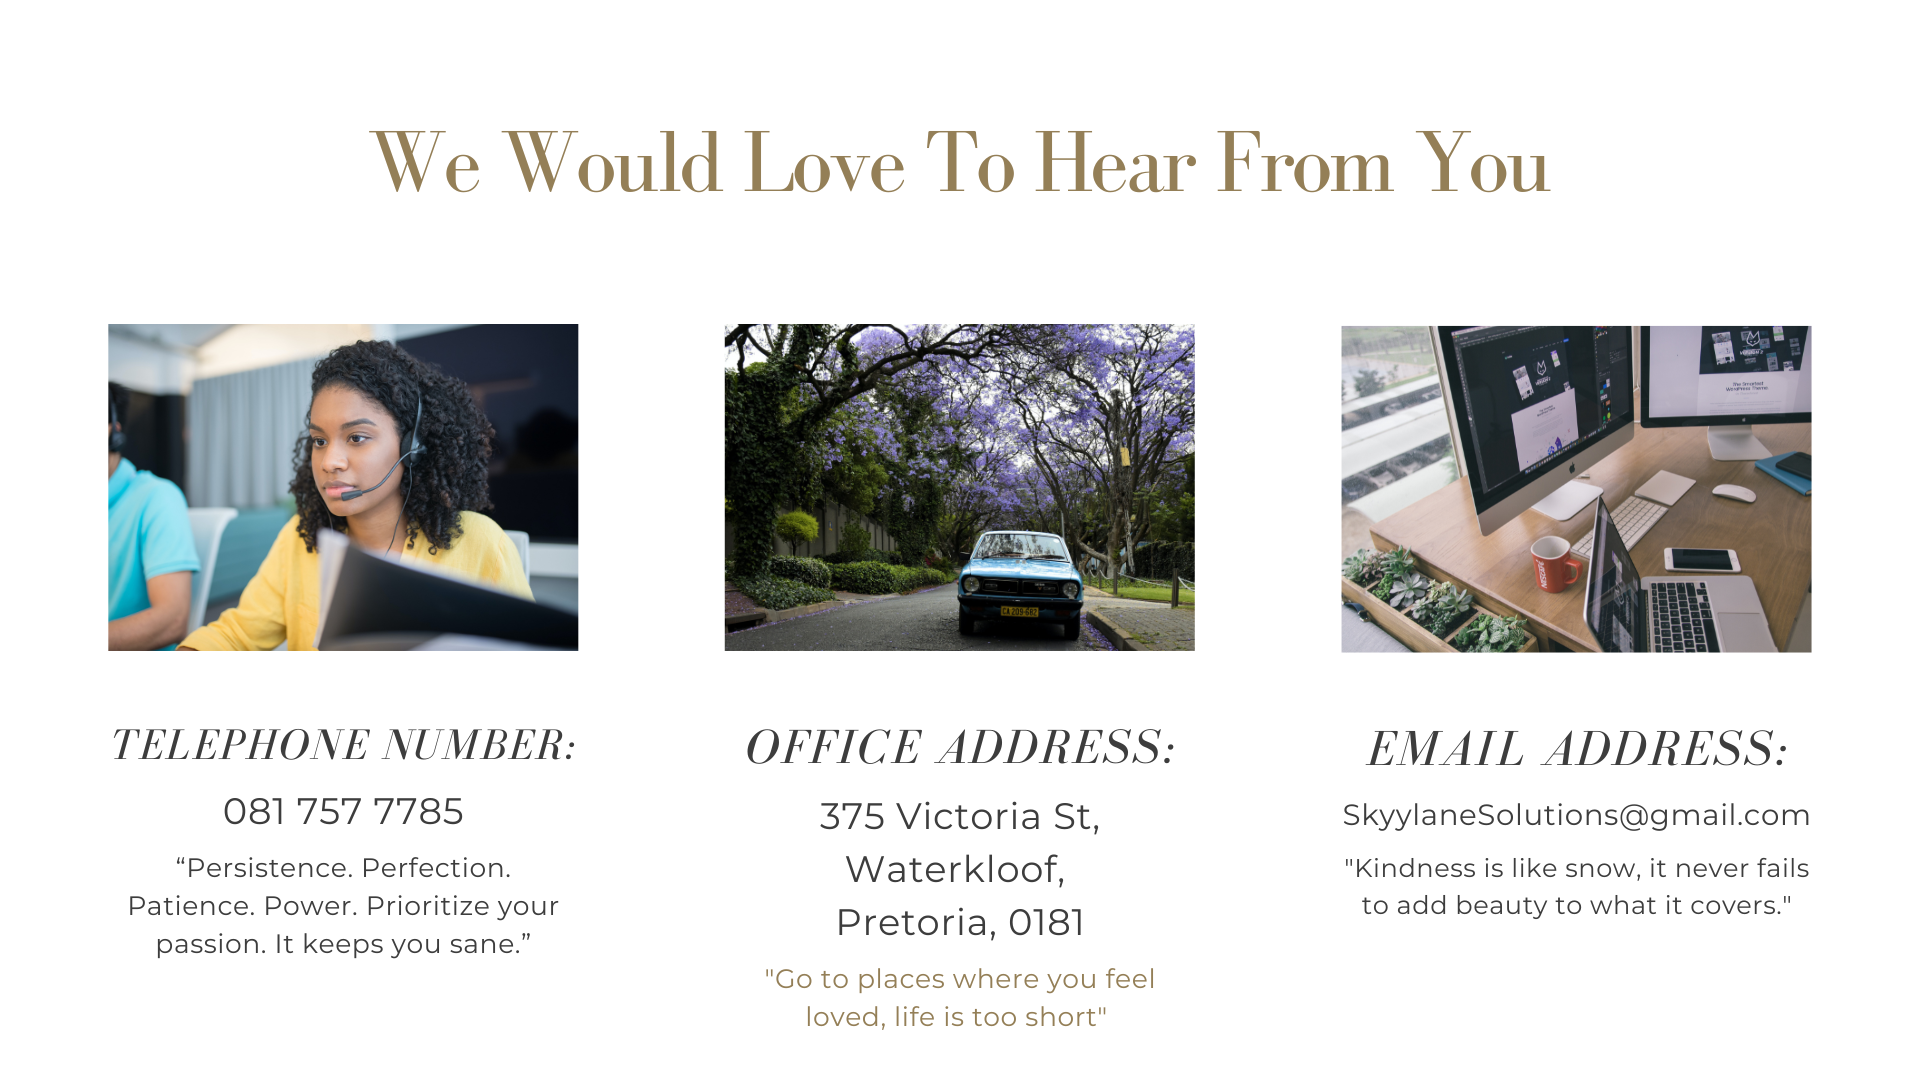 We Would Love To Hear From You
TELEPHONE NUMBER:
081 757 7785
“Persistence. Perfection.
Patience. Power. Prioritize your
passion. It keeps you sane.”
OFFICE ADDRESS:
375 Victoria St,
Waterkloof,
Pretoria, 0181
"Go to places where you feel
loved, life is too short"
EMAIL ADDRESS:
SkyylaneSolutions@gmail.com
"Kindness is like snow, it never fails
to add beauty to what it covers."